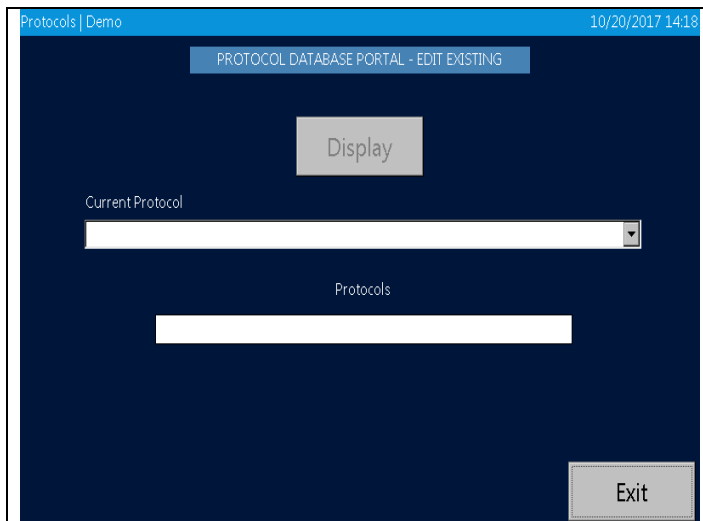 Protocols | Demo 10/20/2017 14:18
PROTOCOL DATABASE PORTAL - EDIT EXISTING
Display
Current Protocol
Protocols
Exit